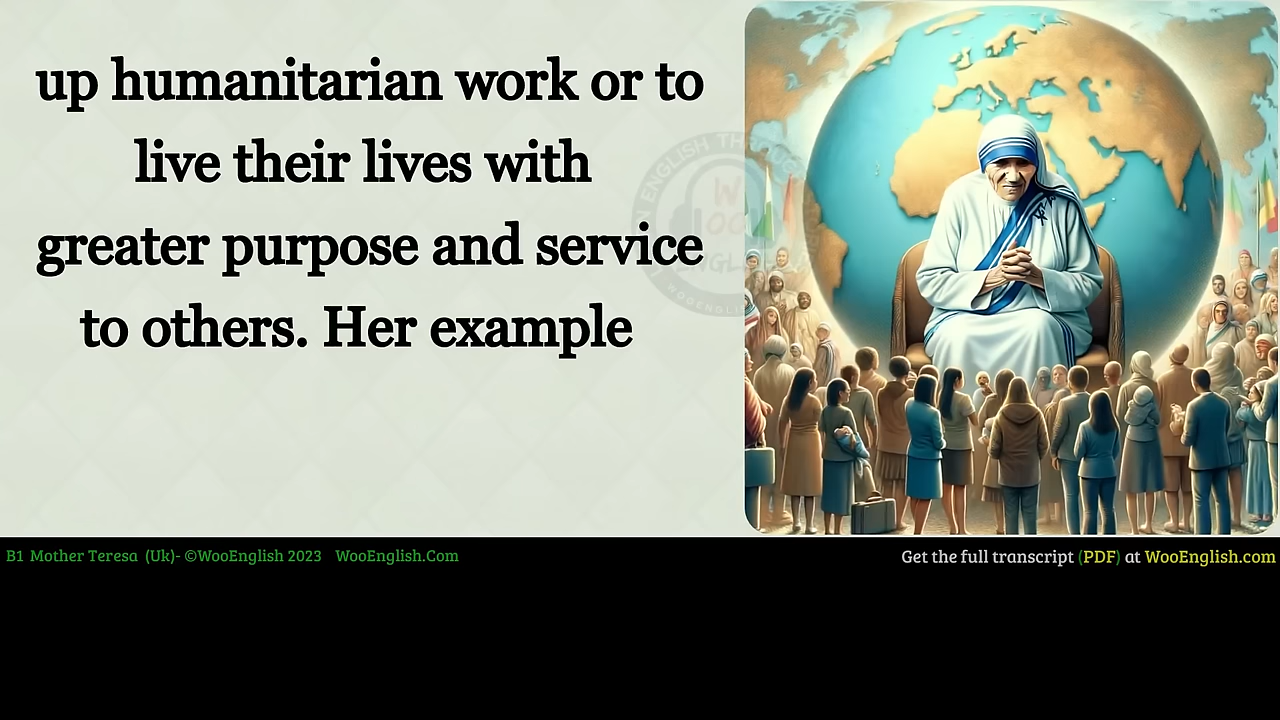 up humanitarian work or to
live their lives with
greater purpose and service
to others. Her example
B1 Mother Teresa (Uk)- ©WooEnglish 2023 WooEnglish.Com
Get the full transcript (PDF) at WooEnglish.com